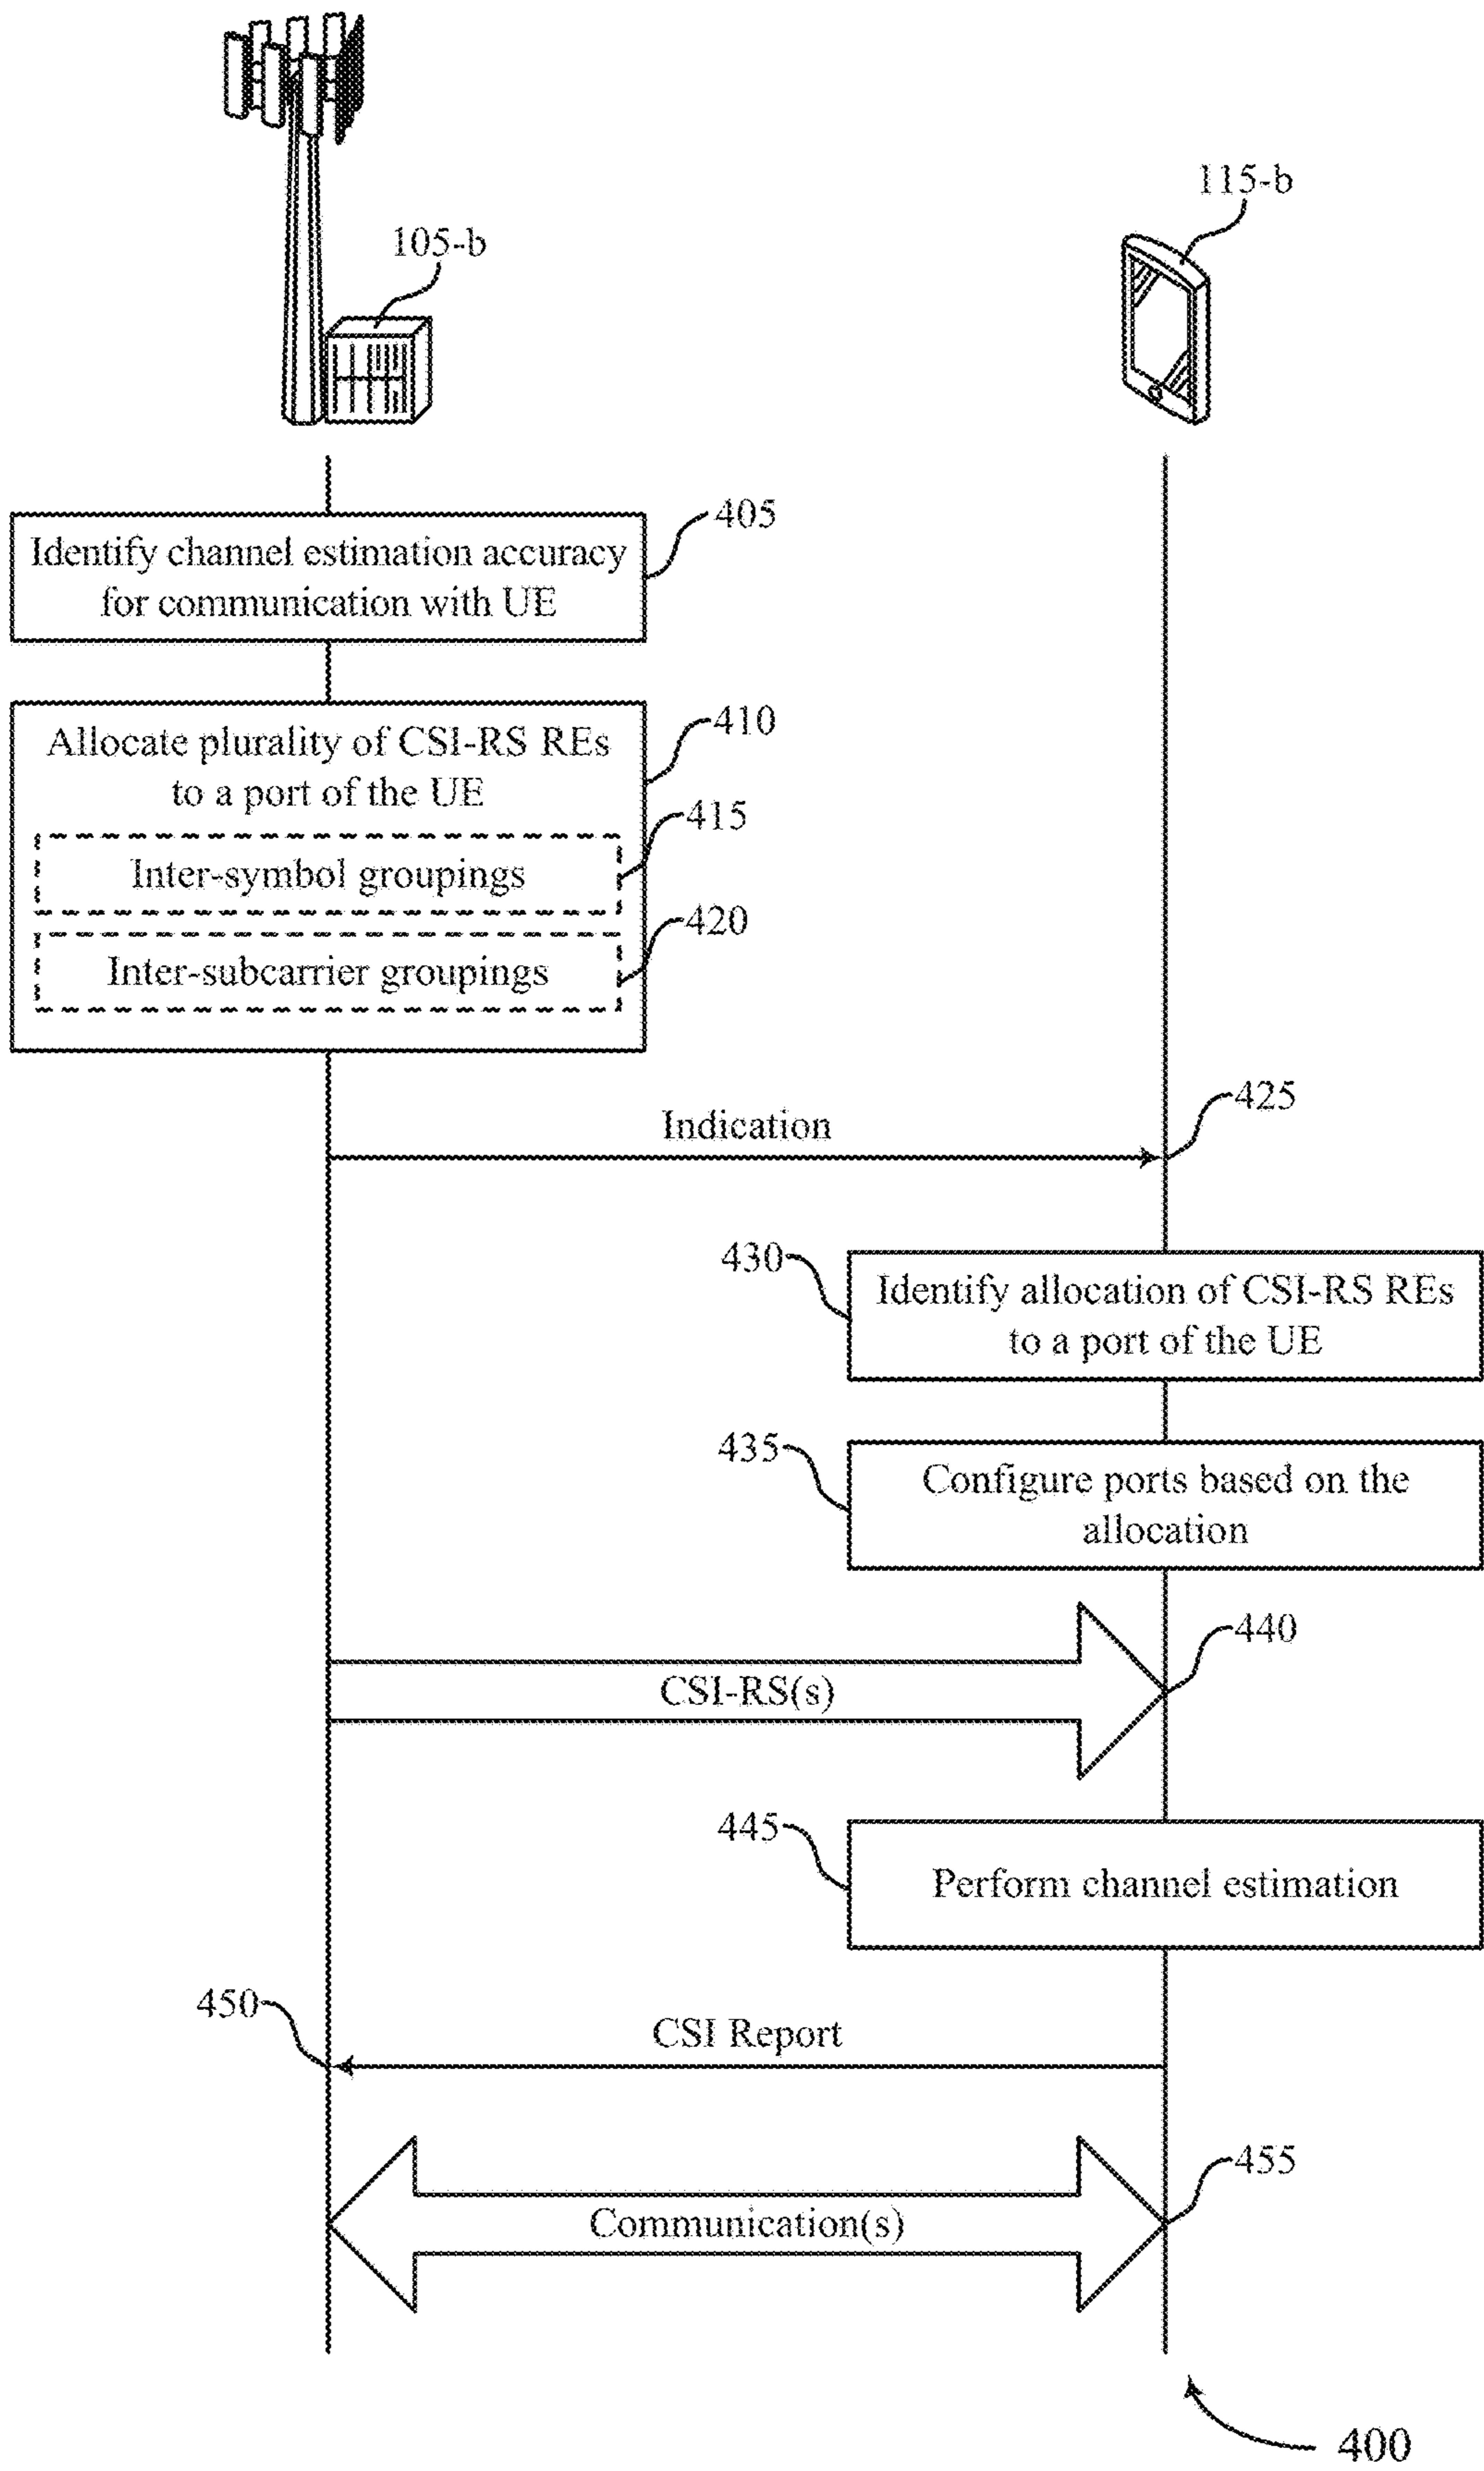 115-b
105-b
405
Identify channel estimation accuracy
for communication with UE
410
Allocate plurality of CSI-RS REs
to a port of the UE
415
Inter-symbol groupings
420
Inter-subcarrier groupings
425
Indication
430
Identify allocation of CSI-RS REs
to a port of the UE
435
Configure ports based on the
allocation
440
CSI-RS(s)
445
Perform channel estimation
450
CSI Report
455
Communication(s)
400